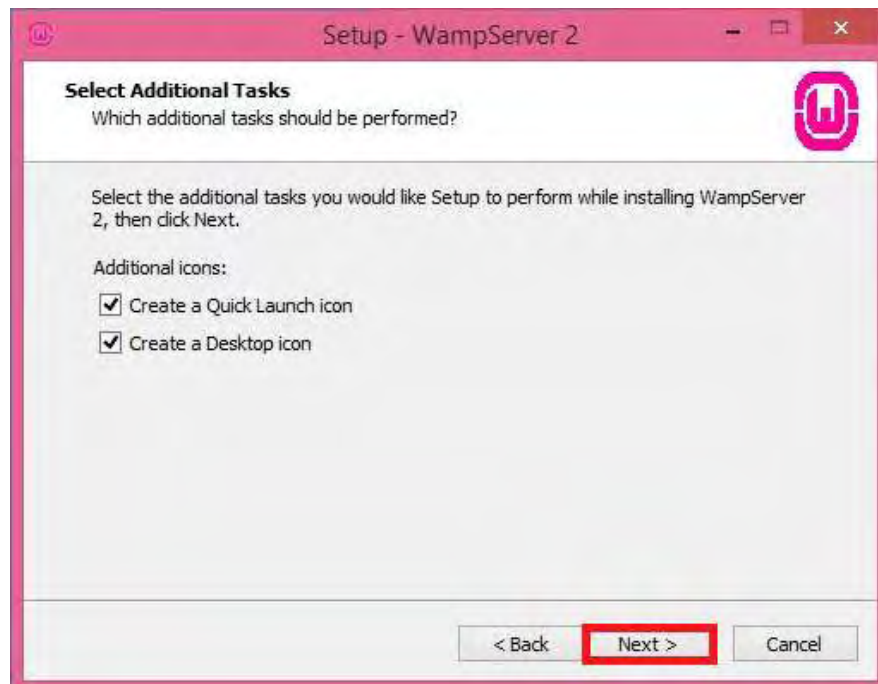 Setup - WampServer 2
Select Additional Tasks
Which additional tasks should be performed?
Select the additional tasks you would like Setup to perform while installing WampServer
2, then click Next.
Additional icons:
Create a Quick Launch icon
Create a Desktop icon
< Back Next > Cancel